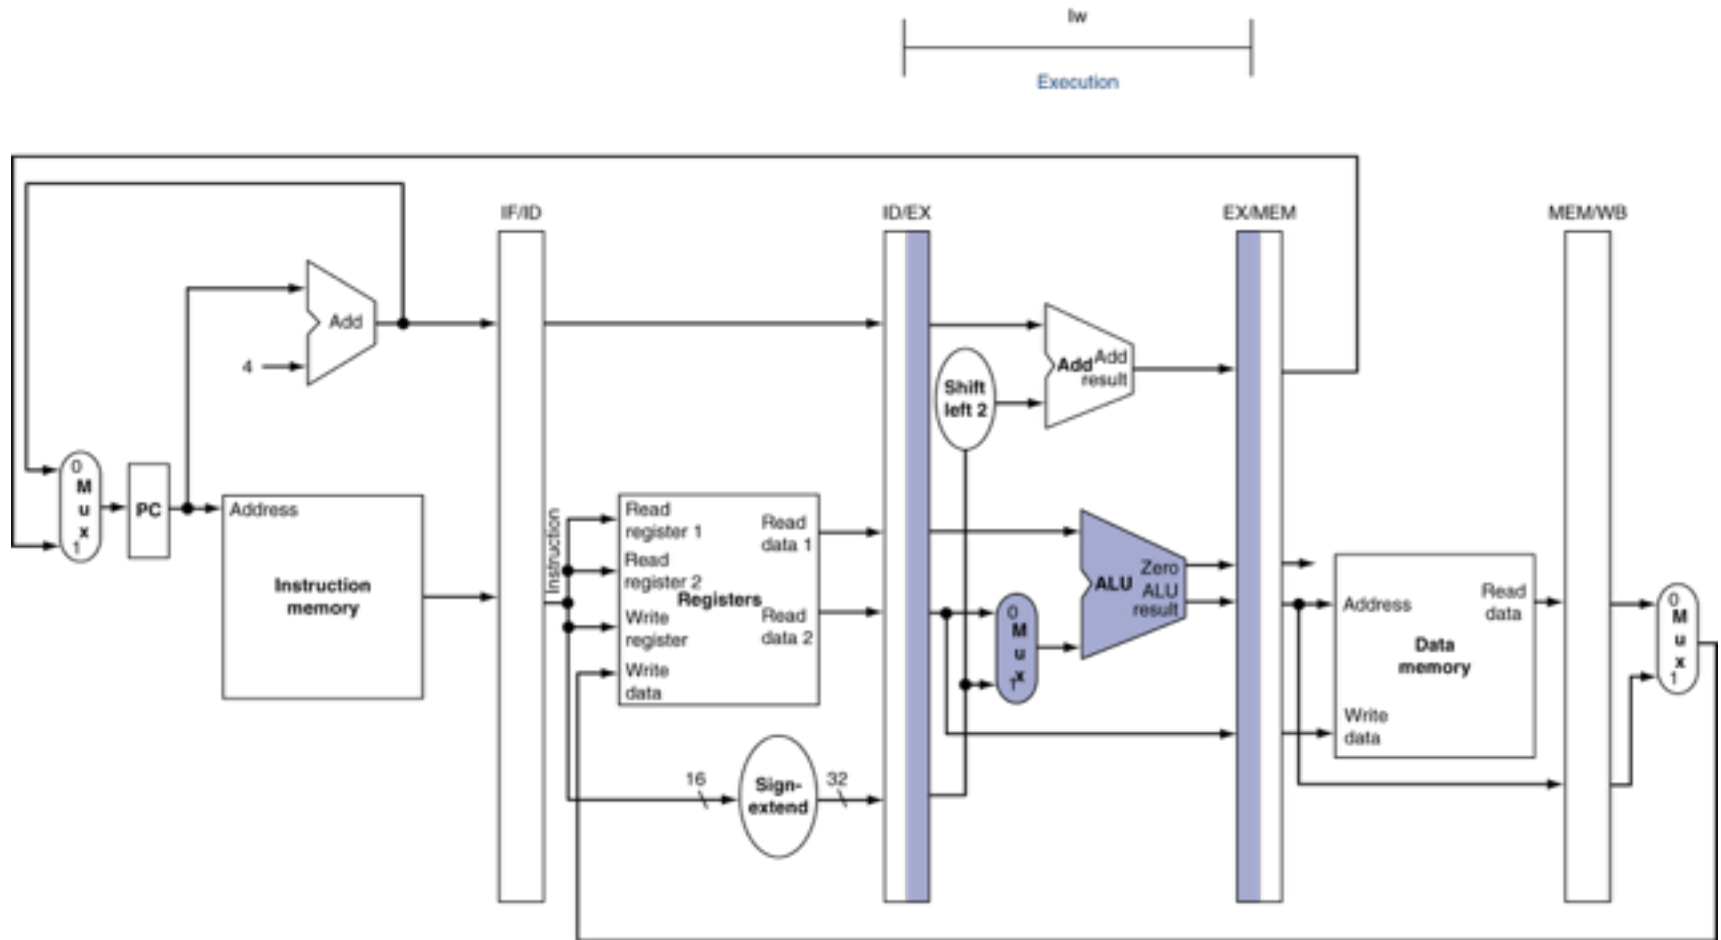 lw
Execution
IF/ID
ID/EX
EX/MEM
MEM/WB
Add
4
Shift
left 2
Add
Add
result
0
M
u
x
1
PC
Address
Instruction
memory
Instruction
Read
register 1
Read
register 2
Registers
Write
register
Write
data
Read
data 1
Read
data 2
16
Sign-
extend
32
0
M
u
x
1
ALU
Zero
ALU
result
Address
Read
data
Data
memory
Write
data
0
M
u
x
1